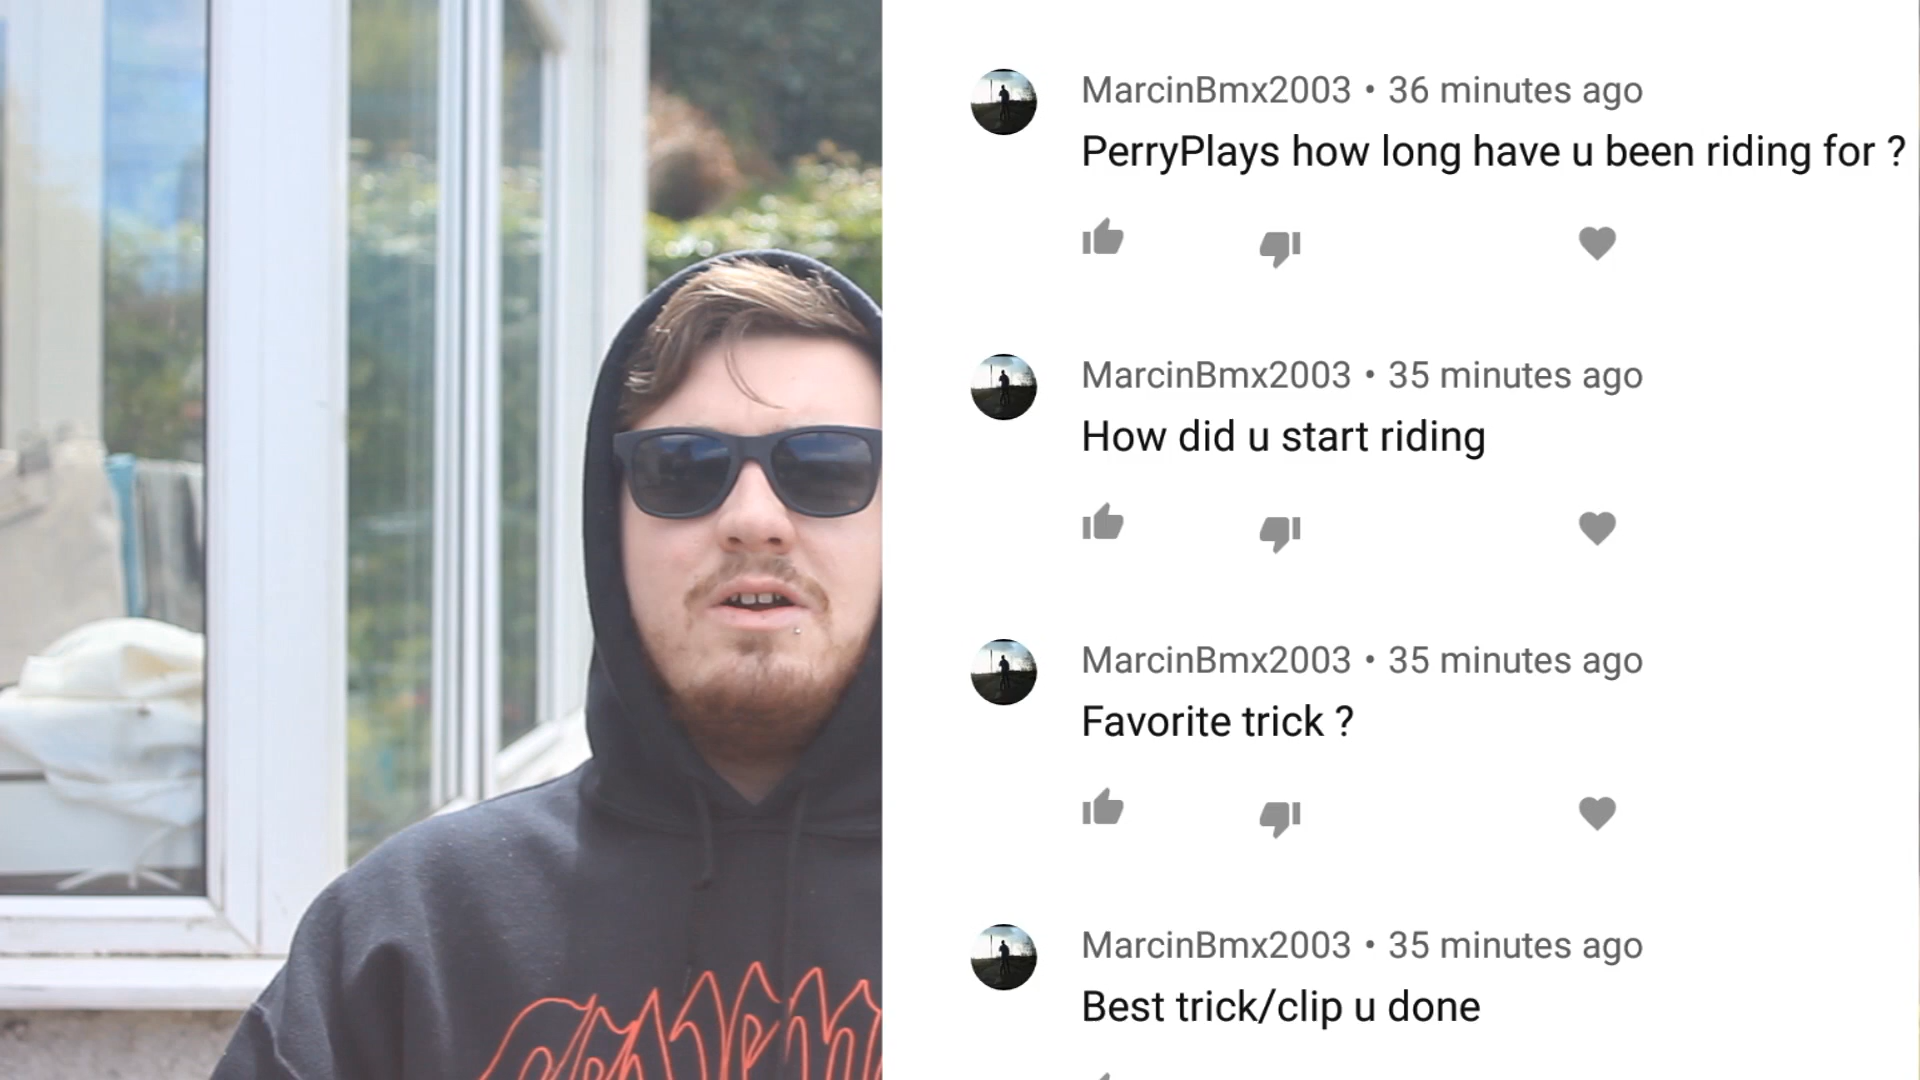 MarcinBmx2003 • 36 minutes ago
PerryPlays how long have u been riding for ?
MarcinBmx2003 • 35 minutes ago
How did u start riding
MarcinBmx2003 • 35 minutes ago
Favorite trick ?
MarcinBmx2003 • 35 minutes ago
Best trick/clip u done